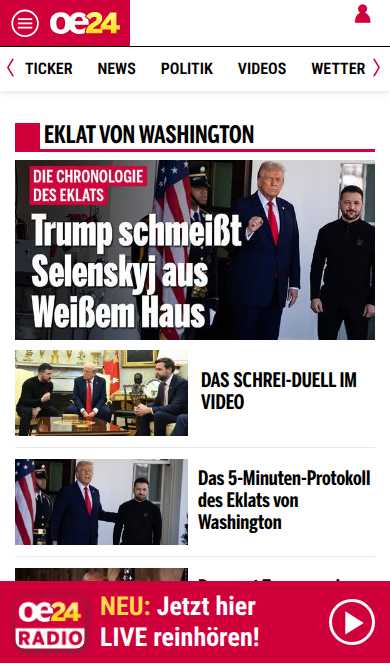 oe24
TICKER NEWS POLITIK VIDEOS WETTER
EKLAT VON WASHINGTON
DIE CHRONOLOGIE
DES EKLATS
Trump schmeißt
Selenskyj aus
Weißem Haus
DAS SCHREI-DUELL IM
VIDEO
Das 5-Minuten-Protokoll
des Eklats von
Washington
oe24
RADIO
NEU: Jetzt hier
LIVE reinhören!